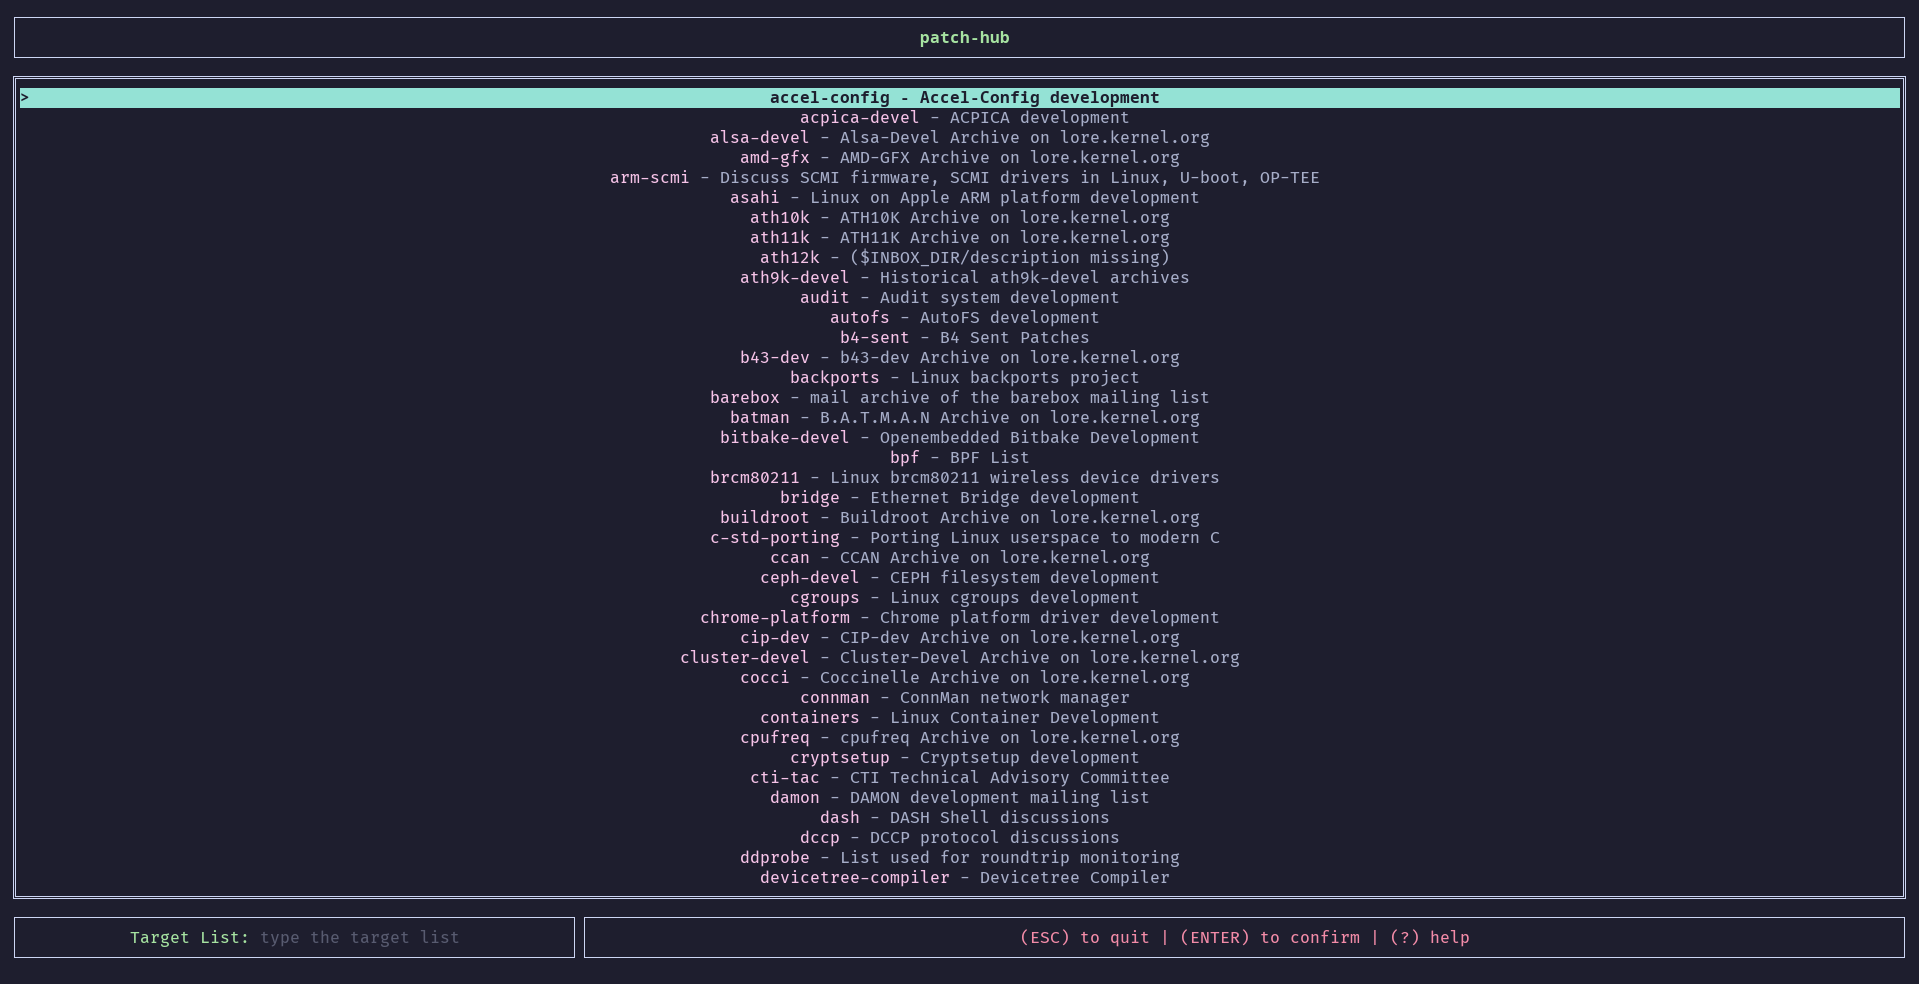 patch-hub
> accel-config - Accel-Config development
acpica-devel - ACPICA development
alsa-devel - Alsa-Devel Archive on lore.kernel.org
amd-gfx - AMD-GFX Archive on lore.kernel.org
arm-scmi - Discuss SCMI firmware, SCMI drivers in Linux, U-boot, OP-TEE
asahi - Linux on Apple ARM platform development
ath10k - ATH10K Archive on lore.kernel.org
ath11k - ATH11K Archive on lore.kernel.org
ath12k - ($INBOX_DIR/description missing)
ath9k-devel - Historical ath9k-devel archives
audit - Audit system development
autofs - AutoFS development
b4-sent - B4 Sent Patches
b43-dev - b43-dev Archive on lore.kernel.org
backports - Linux backports project
barebox - mail archive of the barebox mailing list
batman - B.A.T.M.A.N Archive on lore.kernel.org
bitbake-devel - Openembedded Bitbake Development
bpf - BPF List
brcm80211 - Linux brcm80211 wireless device drivers
bridge - Ethernet Bridge development
buildroot - Buildroot Archive on lore.kernel.org
c-std-porting - Porting Linux userspace to modern C
ccan - CCAN Archive on lore.kernel.org
ceph-devel - CEPH filesystem development
cgroups - Linux cgroups development
chrome-platform - Chrome platform driver development
cip-dev - CIP-dev Archive on lore.kernel.org
cluster-devel - Cluster-Devel Archive on lore.kernel.org
cocci - Coccinelle Archive on lore.kernel.org
connman - ConnMan network manager
containers - Linux Container Development
cpufreq - cpufreq Archive on lore.kernel.org
cryptsetup - Cryptsetup development
cti-tac - CTI Technical Advisory Committee
damon - DAMON development mailing list
dash - DASH Shell discussions
dccp - DCCP protocol discussions
ddprobe - List used for roundtrip monitoring
devicetree-compiler - Devicetree Compiler
Target List: type the target list
(ESC) to quit | (ENTER) to confirm | (?) help